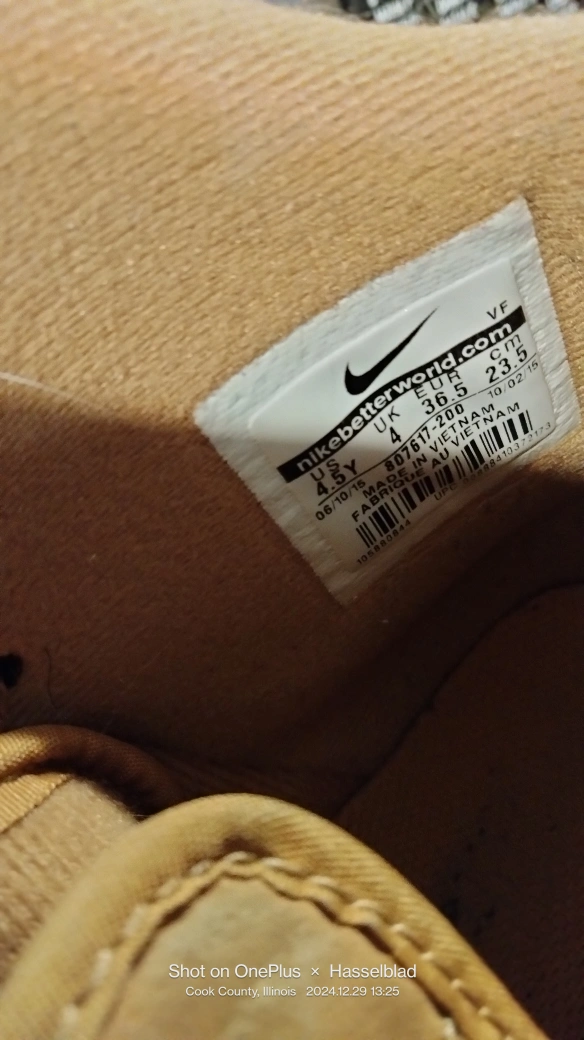 VF
nikebetterworld.com
US UK EUR cm
4.5Y 4 36.5 23.5
807617-200
06/10/15 10/02/15
MADE IN VIETNAM
FABRIQUE AU VIETNAM
Shot on OnePlus × Hasselblad
Cook County, Illinois 2024.12.29 13:25